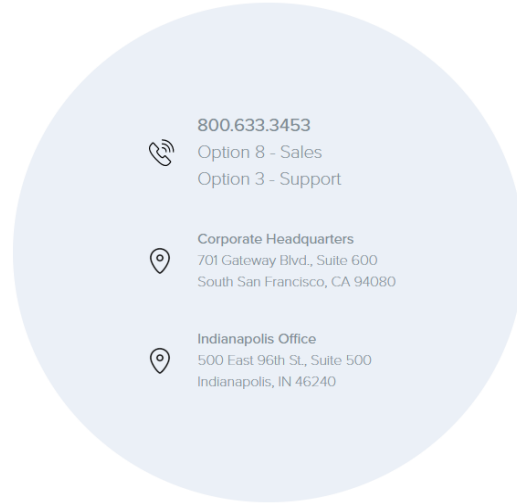 800.633.3453
Option 8 - Sales
Option 3 - Support
Corporate Headquarters
701 Gateway Blvd., Suite 600
South San Francisco, CA 94080
Indianapolis Office
500 East 96th St., Suite 500
Indianapolis, IN 46240